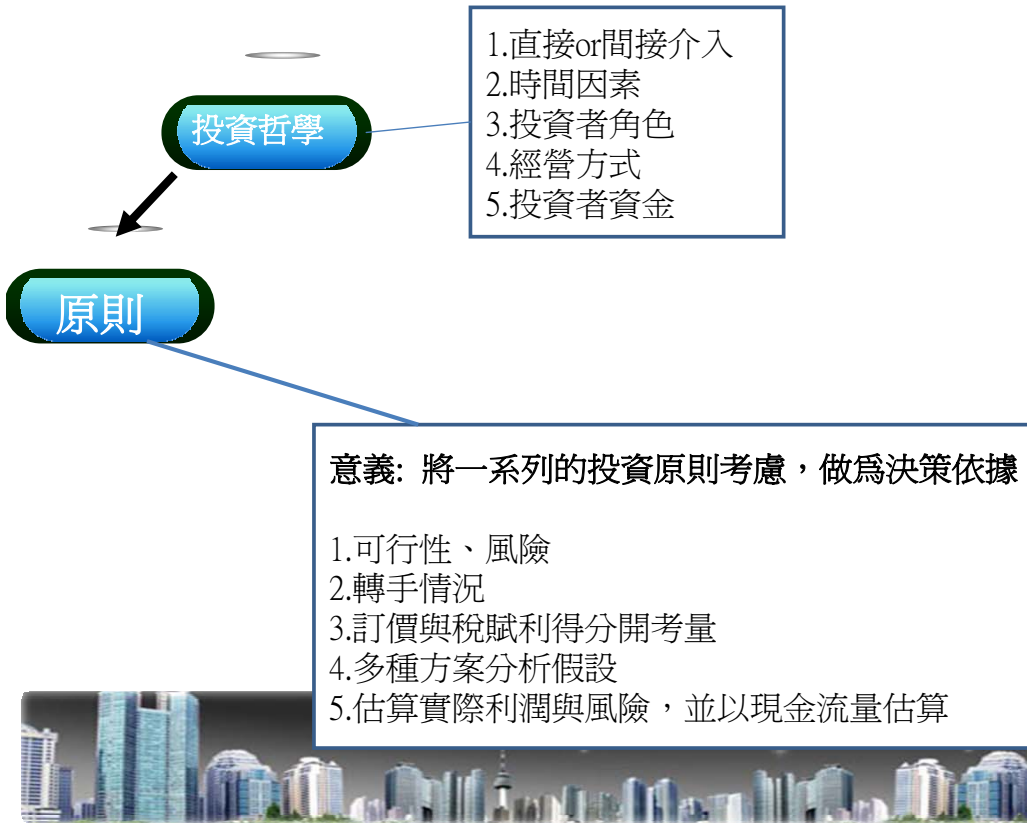 1.直接or間接介入
2.時間因素
3.投資者角色
4.經營方式
5.投資者資金
投資哲學
原則
意義: 將一系列的投資原則考慮，做為決策依據
1.可行性、風險
2.轉手情況
3.訂價與稅賦利得分開考量
4.多種方案分析假設
5.估算實際利潤與風險，並以現金流量估算